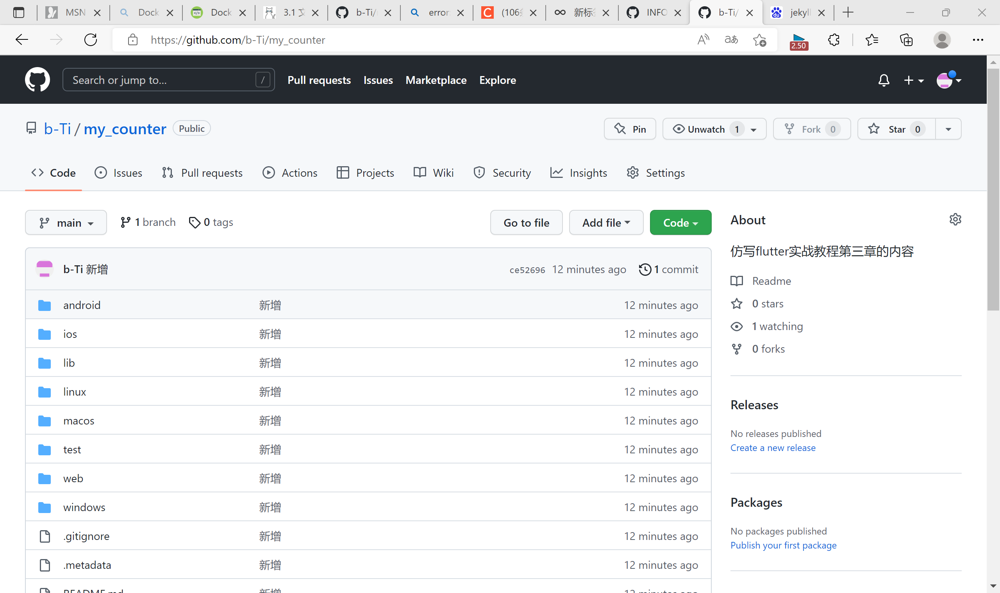 MSN Dock Dock 3.1 文 b-Ti/ error: (106 新标 INFO b-Ti/ jekyll
https://github.com/b-Ti/my_counter
2.50
Search or jump to... / Pull requests Issues Marketplace Explore
b-Ti / my_counter Public Pin Unwatch 1 Fork 0 Star 0
Code Issues Pull requests Actions Projects Wiki Security Insights Settings
main 1 branch 0 tags Go to file Add file Code
b-Ti 新增 ce52696 12 minutes ago 1 commit
android 新增 12 minutes ago
ios 新增 12 minutes ago
lib 新增 12 minutes ago
linux 新增 12 minutes ago
macos 新增 12 minutes ago
test 新增 12 minutes ago
web 新增 12 minutes ago
windows 新增 12 minutes ago
.gitignore 新增 12 minutes ago
.metadata 新增 12 minutes ago
README.md 新增 12 minutes ago
About
仿写flutter实战教程第三章的内容
Readme
0 stars
1 watching
0 forks
Releases
No releases published
Create a new release
Packages
No packages published
Publish your first package